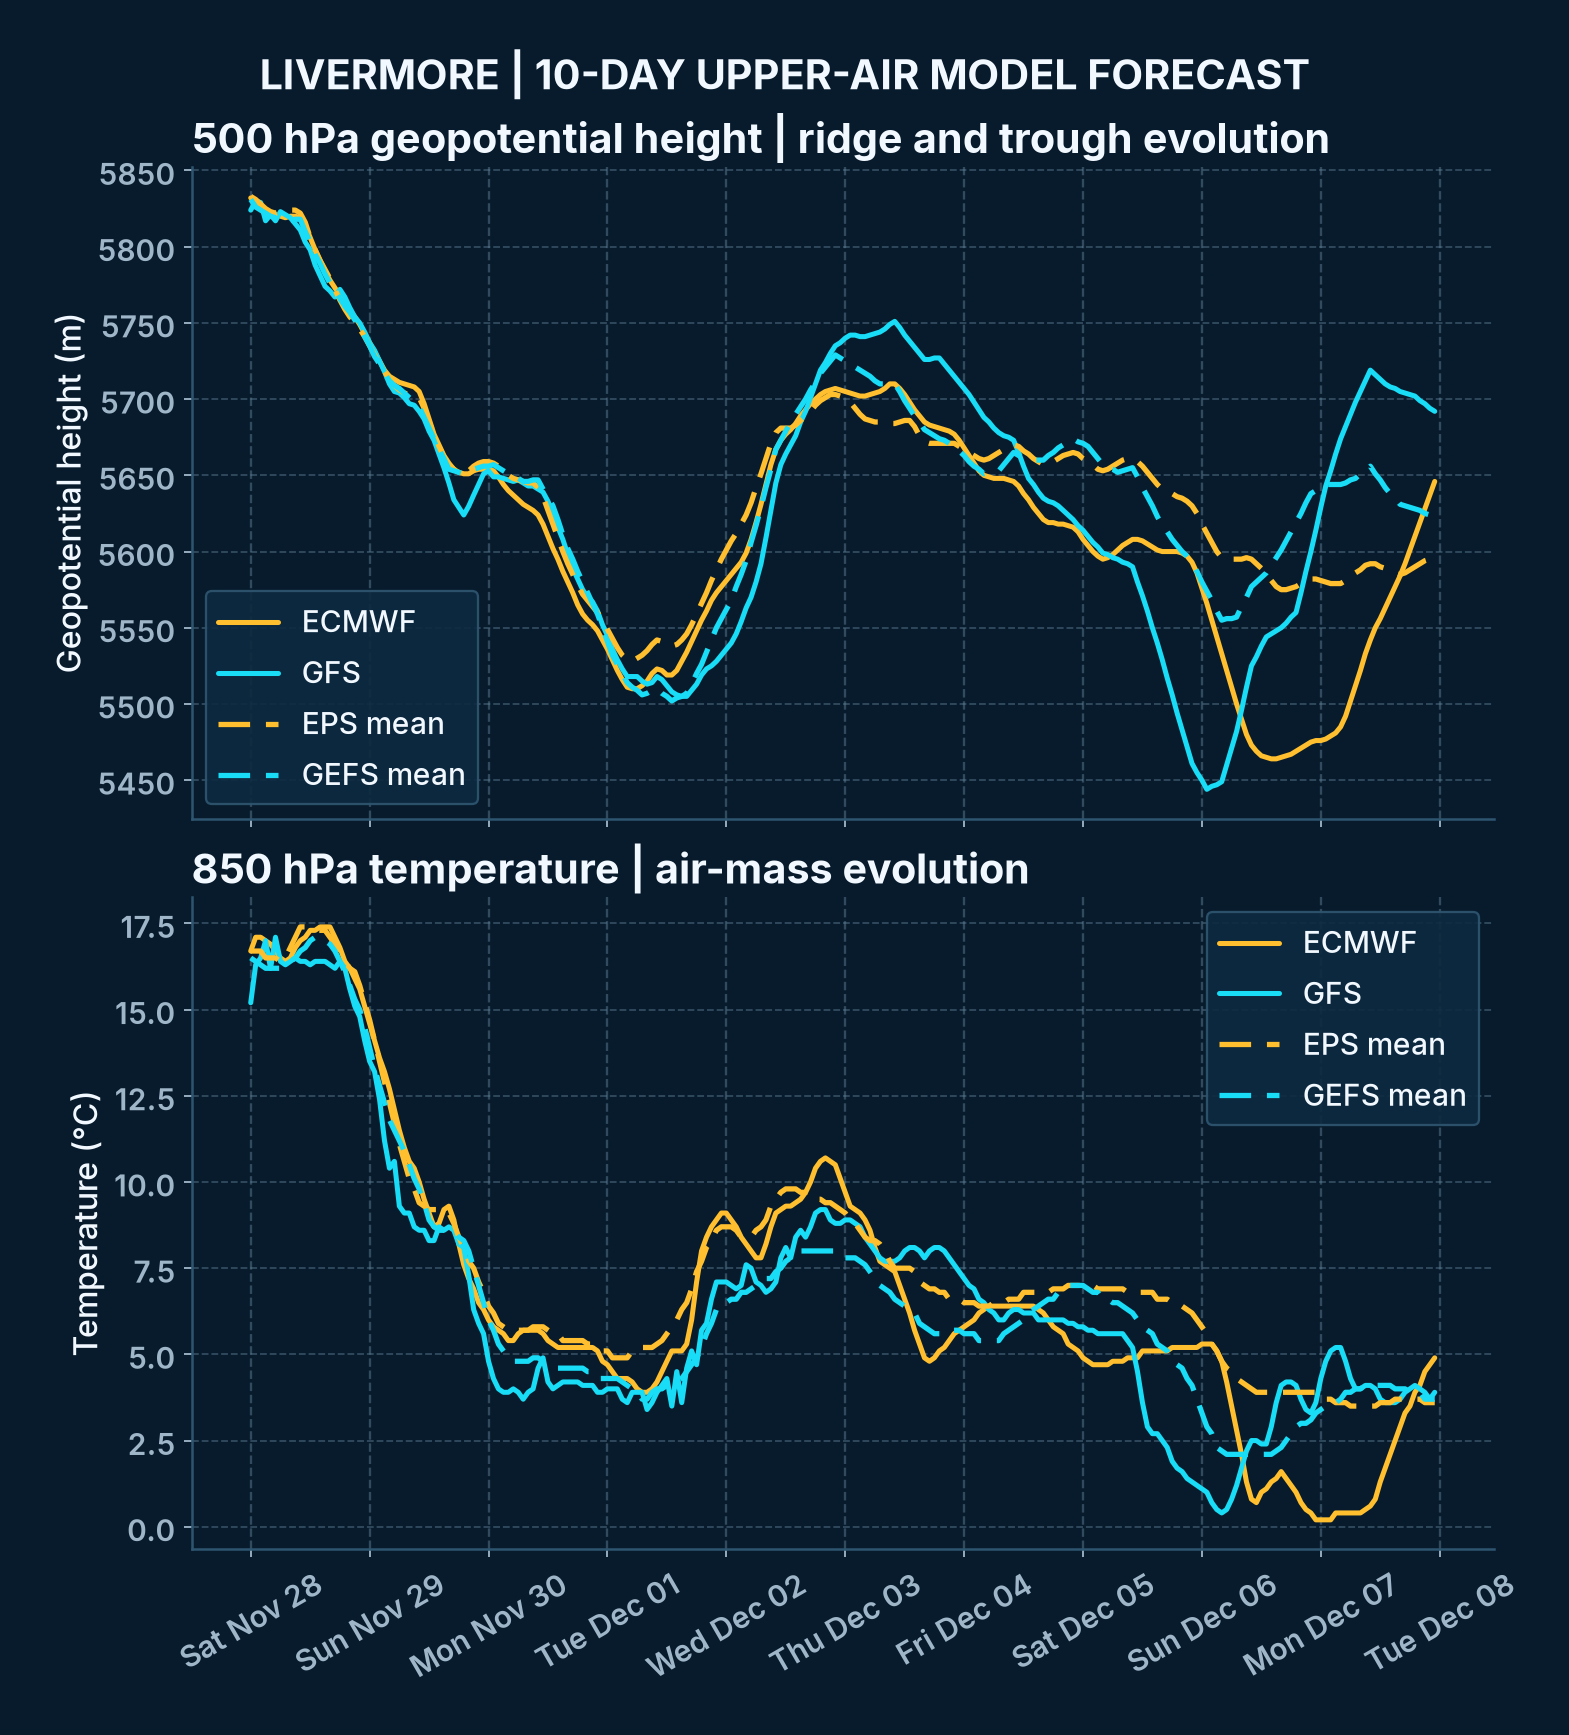 LIVERMORE | 10-DAY UPPER-AIR MODEL FORECAST
500 hPa geopotential height | ridge and trough evolution
5850
5800
5750
5700
5650
5600
5550
5500
5450
Geopotential height (m)
ECMWF
GFS
EPS mean
GEFS mean
850 hPa temperature | air-mass evolution
17.5
15.0
12.5
10.0
7.5
5.0
2.5
0.0
Temperature (°C)
ECMWF
GFS
EPS mean
GEFS mean
Sat Nov 28
Sun Nov 29
Mon Nov 30
Tue Dec 01
Wed Dec 02
Thu Dec 03
Fri Dec 04
Sat Dec 05
Sun Dec 06
Mon Dec 07
Tue Dec 08